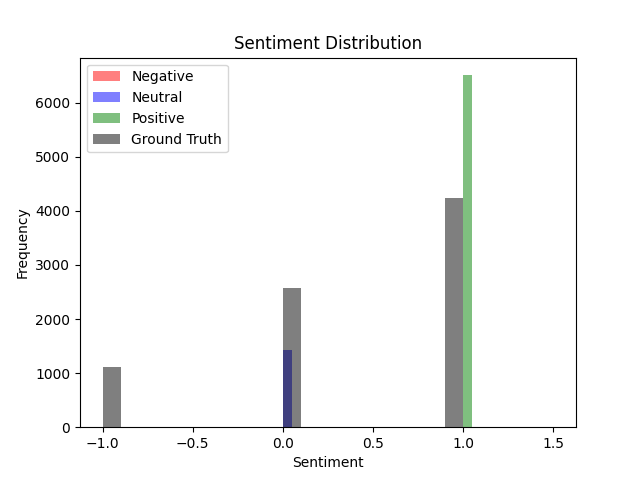 Sentiment Distribution
Negative
Neutral
Positive
Ground Truth
Frequency
6000
5000
4000
3000
2000
1000
0
−1.0 −0.5 0.0 0.5 1.0 1.5
Sentiment